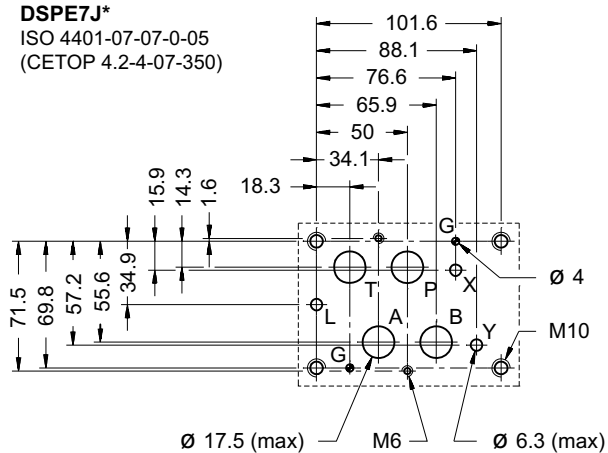 DSPE7J*
ISO 4401-07-07-0-05
(CETOP 4.2-4-07-350)
101.6
88.1
76.6
65.9
50
34.1
18.3
15.9
14.3
1.6
71.5
69.8
57.2
55.6
34.9
G
T
P
X
Ø 4
L
A
B
Y
M10
G
Ø 17.5 (max)
M6
Ø 6.3 (max)